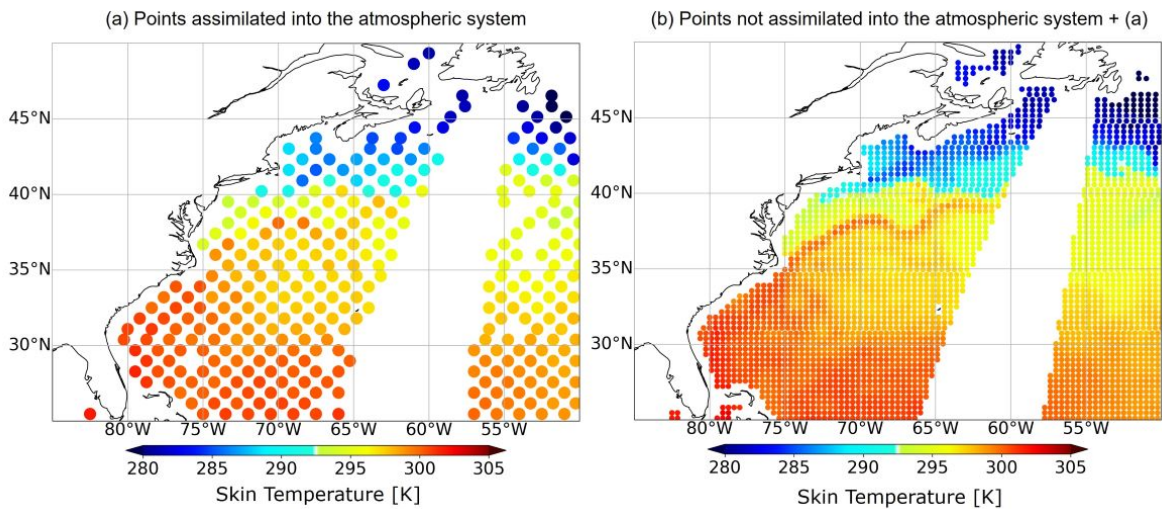 (a) Points assimilated into the atmospheric system
45°N
40°N
35°N
30°N
80°W 75°W 70°W 65°W 60°W 55°W
280 285 290 295 300 305
Skin Temperature [K]
(b) Points not assimilated into the atmospheric system + (a)
45°N
40°N
35°N
30°N
80°W 75°W 70°W 65°W 60°W 55°W
280 285 290 295 300 305
Skin Temperature [K]